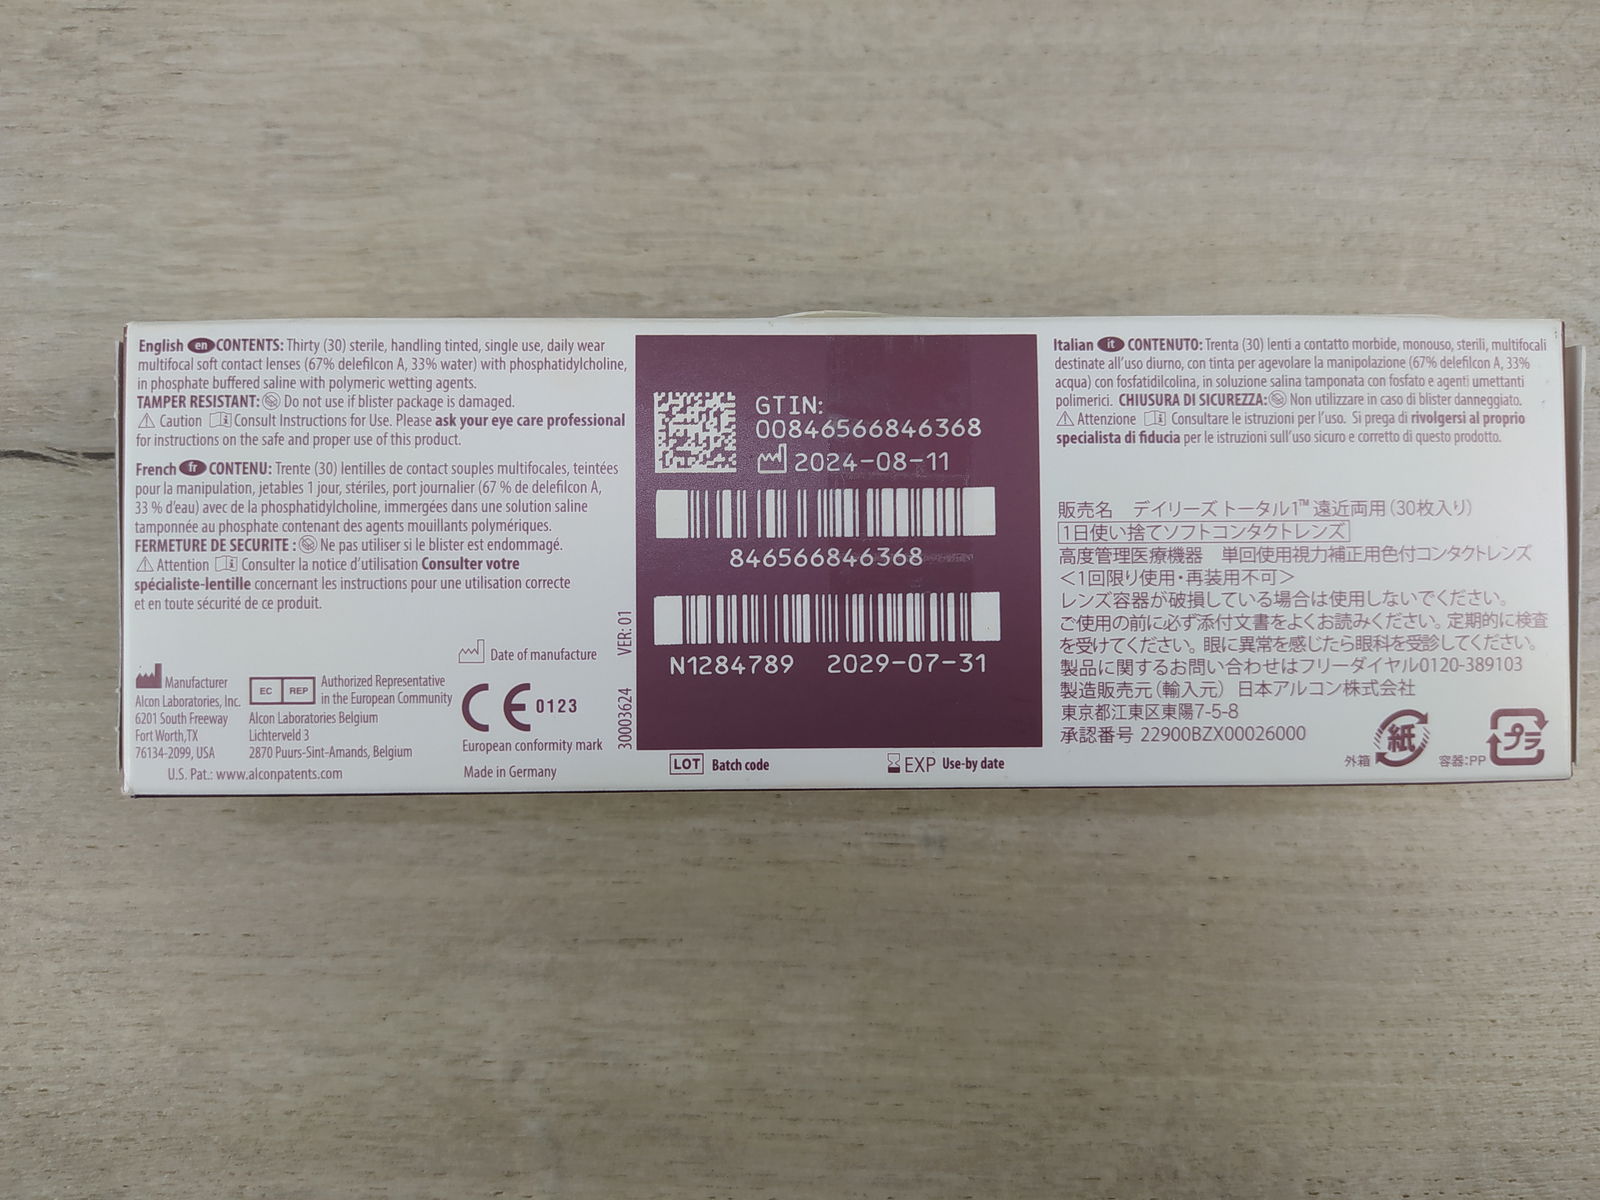 English en CONTENTS: Thirty (30) sterile, handling tinted, single use, daily wear
multifocal soft contact lenses (67% delefilcon A, 33% water) with phosphatidylcholine,
in phosphate buffered saline with polymeric wetting agents.
TAMPER RESISTANT: Do not use if blister package is damaged.
Caution Consult Instructions for Use. Please ask your eye care professional
for instructions on the safe and proper use of this product.
French fr CONTENU: Trente (30) lentilles de contact souples multifocales, teintées
pour la manipulation, jetables 1 jour, stériles, port journalier (67 % de delefilcon A,
33 % d'eau) avec de la phosphatidylcholine, immergées dans une solution saline
tamponnée au phosphate contenant des agents mouillants polymériques.
FERMETURE DE SECURITE : Ne pas utiliser si le blister est endommagé.
Attention Consulter la notice d'utilisation Consulter votre
spécialiste-lentille concernant les instructions pour une utilisation correcte
et en toute sécurité de ce produit.
Manufacturer
Alcon Laboratories, Inc.
6201 South Freeway
Fort Worth,TX
76134-2099, USA
U.S. Pat.: www.alconpatents.com
EC REP
Authorized Representative
in the European Community
Alcon Laboratories Belgium
Lichterveld 3
2870 Puurs-Sint-Amands, Belgium
Date of manufacture
CE 0123
European conformity mark
Made in Germany
30003624 VER: 01
GTIN:
00846566846368
2024-08-11
846566846368
N1284789 2029-07-31
LOT Batch code
EXP Use-by date
Italian it CONTENUTO: Trenta (30) lenti a contatto morbide, monouso, sterili, multifocali
destinate all'uso diurno, con tinta per agevolare la manipolazione (67% delefilcon A, 33%
acqua) con fosfatidilcolina, in soluzione salina tamponata con fosfato e agenti umettanti
polimerici. CHIUSURA DI SICUREZZA: Non utilizzare in caso di blister danneggiato.
Attenzione Consultare le istruzioni per l'uso. Si prega di rivolgersi al proprio
specialista di fiducia per le istruzioni sull'uso sicuro e corretto di questo prodotto.
販売名 デイリーズ トータル1™ 遠近両用(30枚入り)
1日使い捨てソフトコンタクトレンズ
高度管理医療機器 単回使用視力補正用色付コンタクトレンズ
<1回限り使用・再装用不可>
レンズ容器が破損している場合は使用しないでください。
ご使用の前に必ず添付文書をよくお読みください。定期的に検査
を受けてください。眼に異常を感じたら眼科を受診してください。
製品に関するお問い合わせはフリーダイヤル0120-389103
製造販売元(輸入元) 日本アルコン株式会社
東京都江東区東陽7-5-8
承認番号 22900BZX00026000
外箱 紙 容器:PP プラ